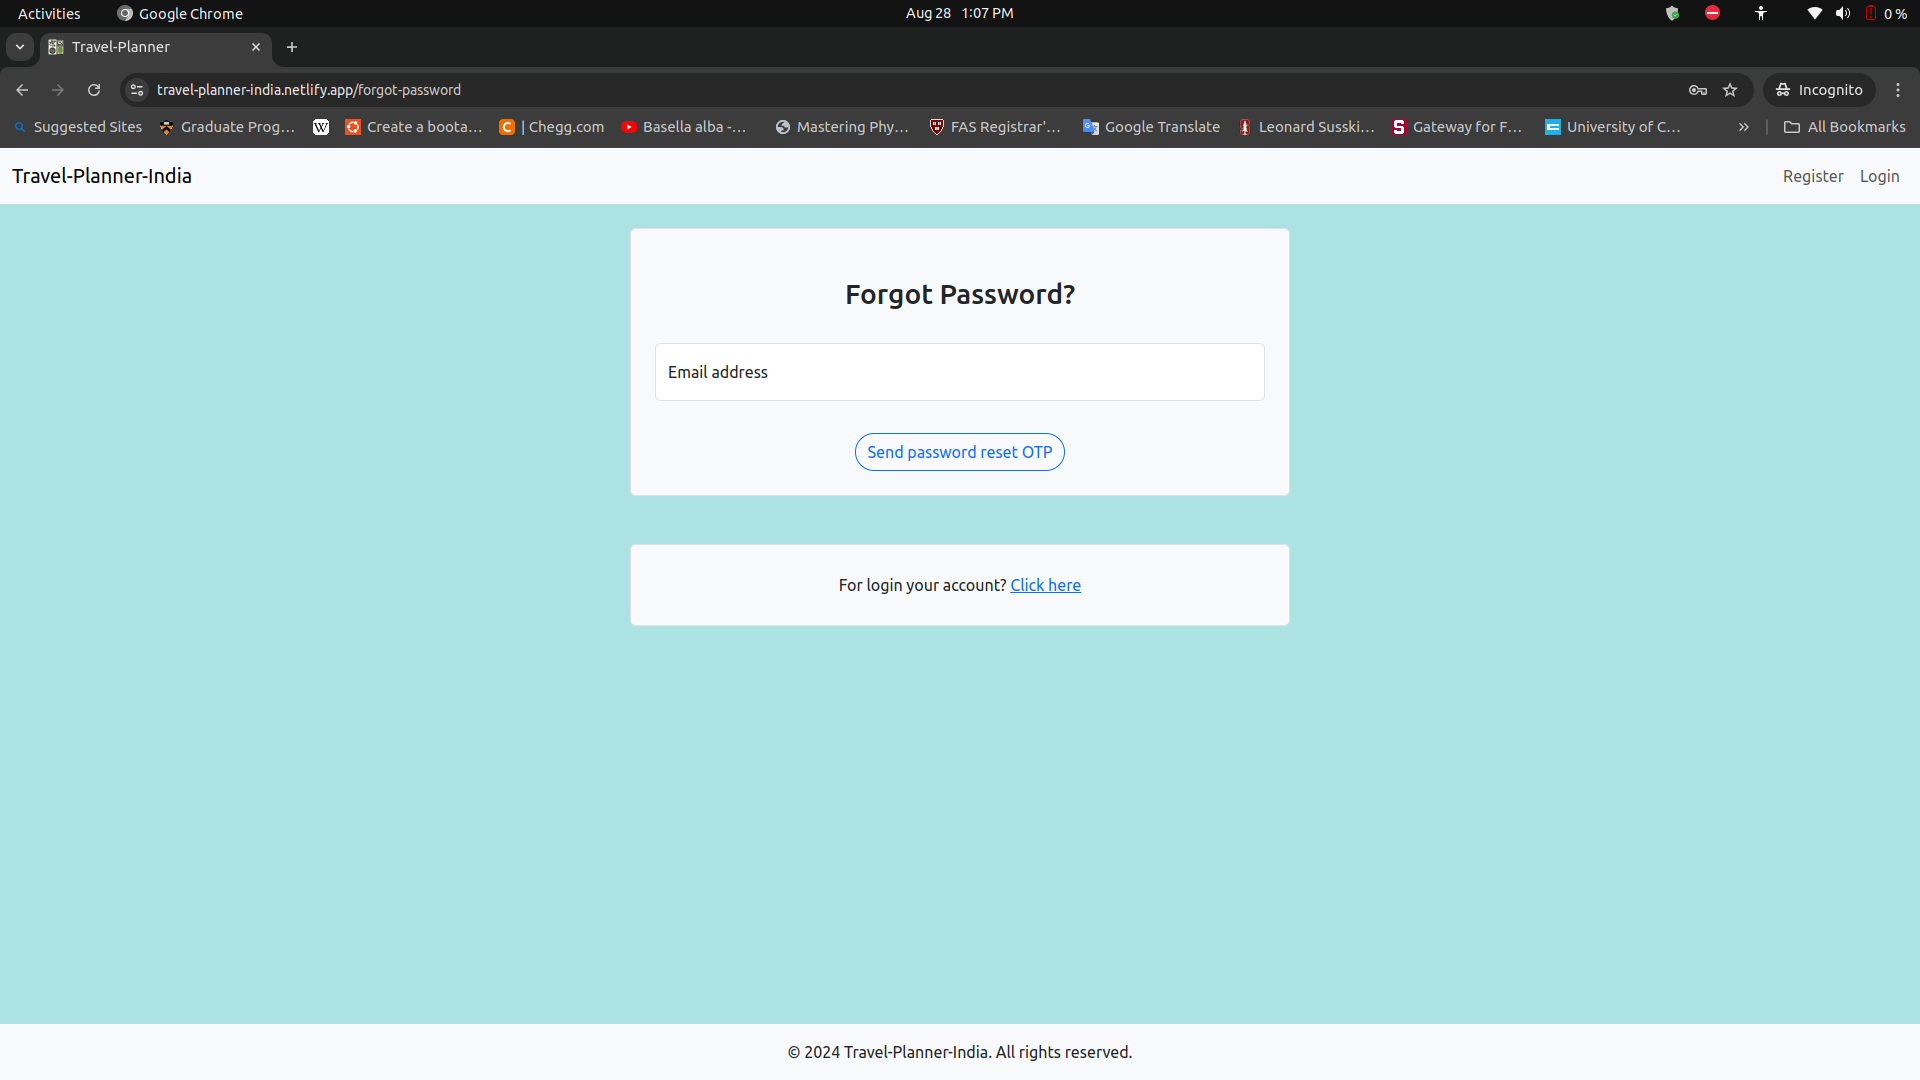 Activities Google Chrome Aug 28 1:07 PM 0 %
Travel-Planner
travel-planner-india.netlify.app/forgot-password Incognito
Suggested Sites Graduate Prog... W Create a boota... C | Chegg.com Basella alba -... Mastering Phy... FAS Registrar'... Google Translate Leonard Susski... S Gateway for F... University of C... » All Bookmarks
Travel-Planner-India Register Login
Forgot Password?
Email address
Send password reset OTP
For login your account? Click here
© 2024 Travel-Planner-India. All rights reserved.